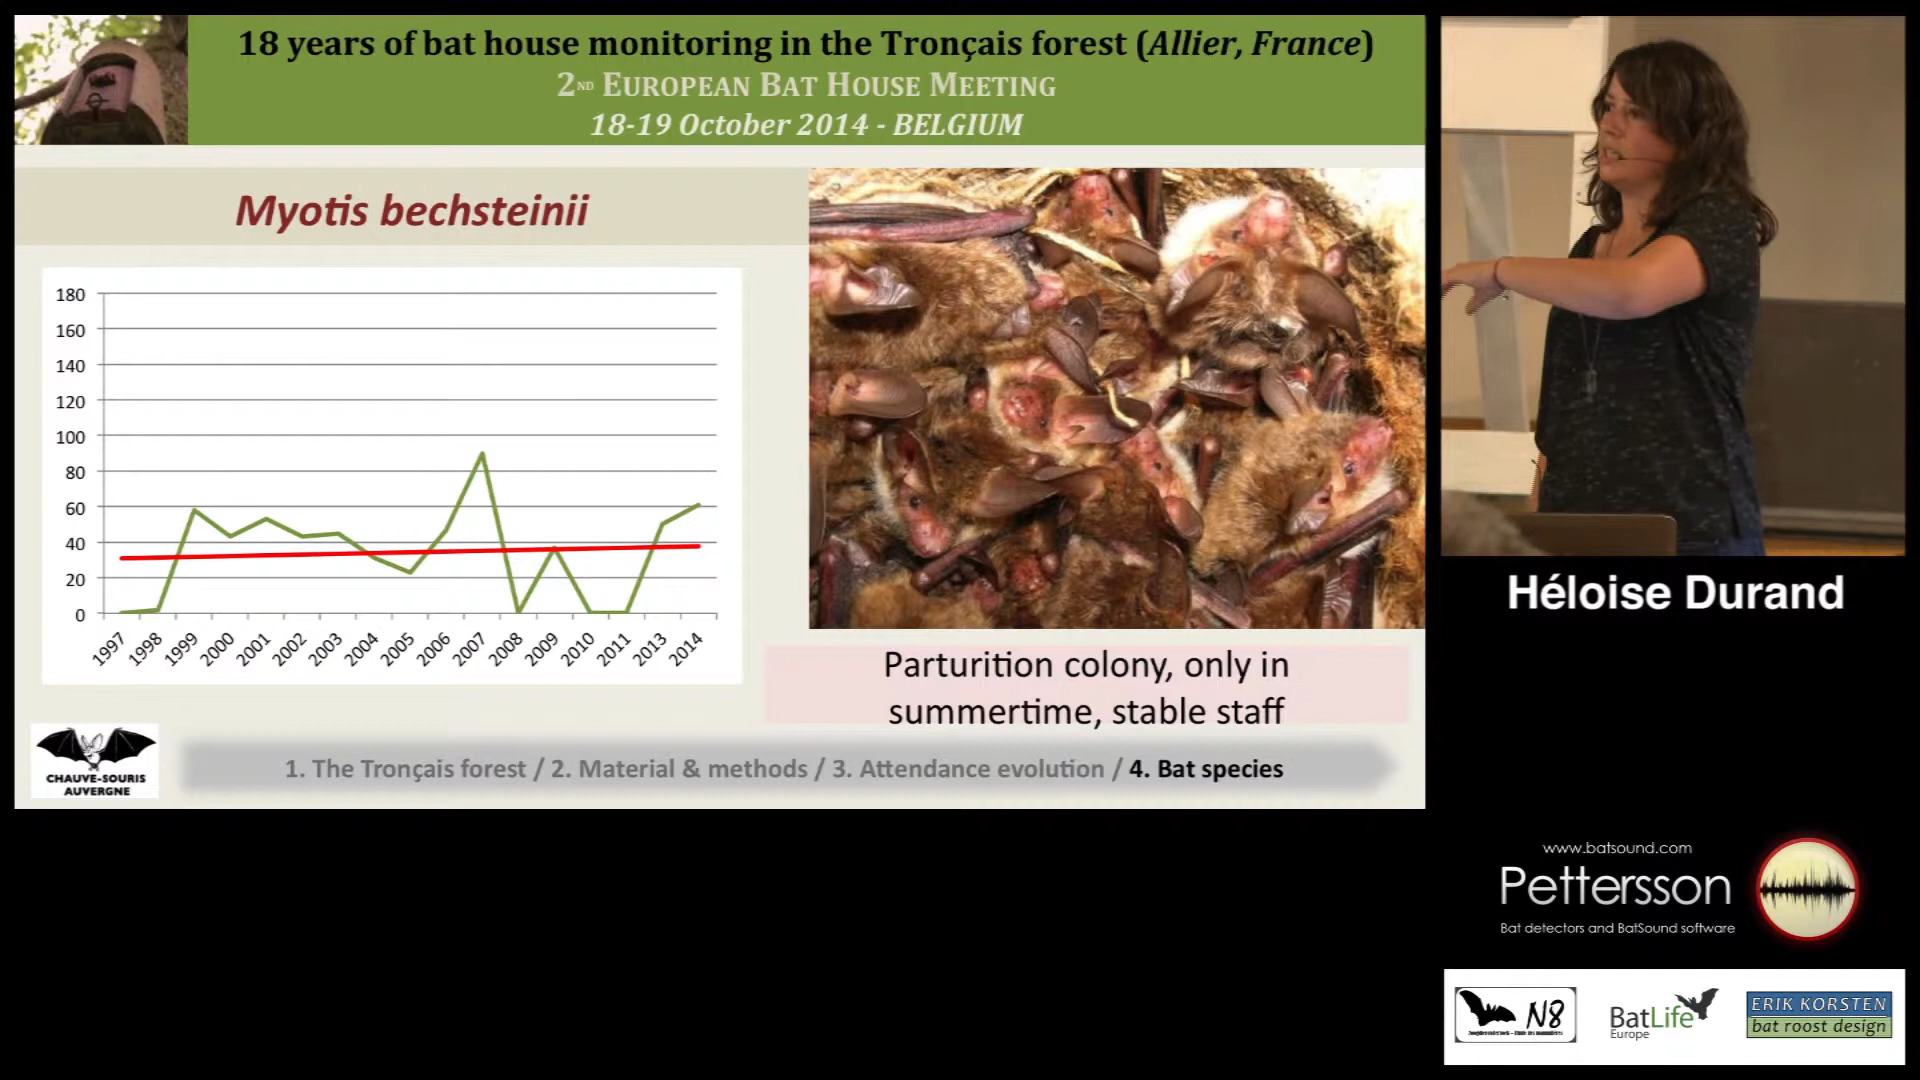 18 years of bat house monitoring in the Tronçais forest (Allier, France)
2ND EUROPEAN BAT HOUSE MEETING
18-19 October 2014 - BELGIUM
Myotis bechsteinii
180
160
140
120
100
80
60
40
20
0
1997 1998 1999 2000 2001 2002 2003 2004 2005 2006 2007 2008 2009 2010 2011 2013 2014
Parturition colony, only in
summertime, stable staff
CHAUVE-SOURIS
AUVERGNE
1. The Tronçais forest / 2. Material & methods / 3. Attendance evolution / 4. Bat species
Héloise Durand
www.batsound.com
Pettersson
Bat detectors and BatSound software
N8
BatLife
Europe
ERIK KORSTEN
bat roost design